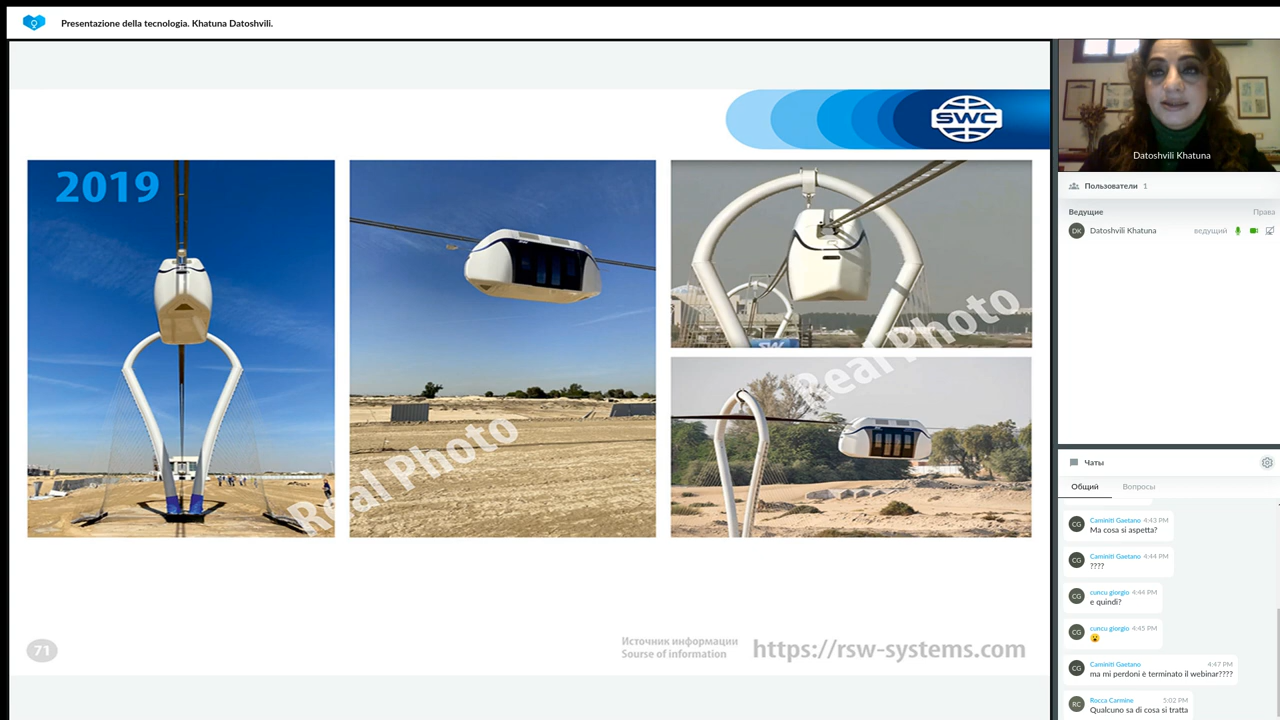 Presentazione della tecnologia. Khatuna Datoshvili.
SWC
2019
Real Photo
Real Photo
71
Источник информации
Sourse of information
https://rsw-systems.com
Datoshvili Khatuna
Пользователи 1
Ведущие Права
DK Datoshvili Khatuna ведущий
Чаты
Общий Вопросы
CG Caminiti Gaetano 4:43 PM
Ma cosa si aspetta?
CG Caminiti Gaetano 4:44 PM
????
CG cuncu giorgio 4:44 PM
e quindi?
CG cuncu giorgio 4:45 PM
😮
CG Caminiti Gaetano 4:47 PM
ma mi perdoni è terminato il webinar????
RC Rocca Carmine 5:02 PM
Qualcuno sa di cosa si tratta